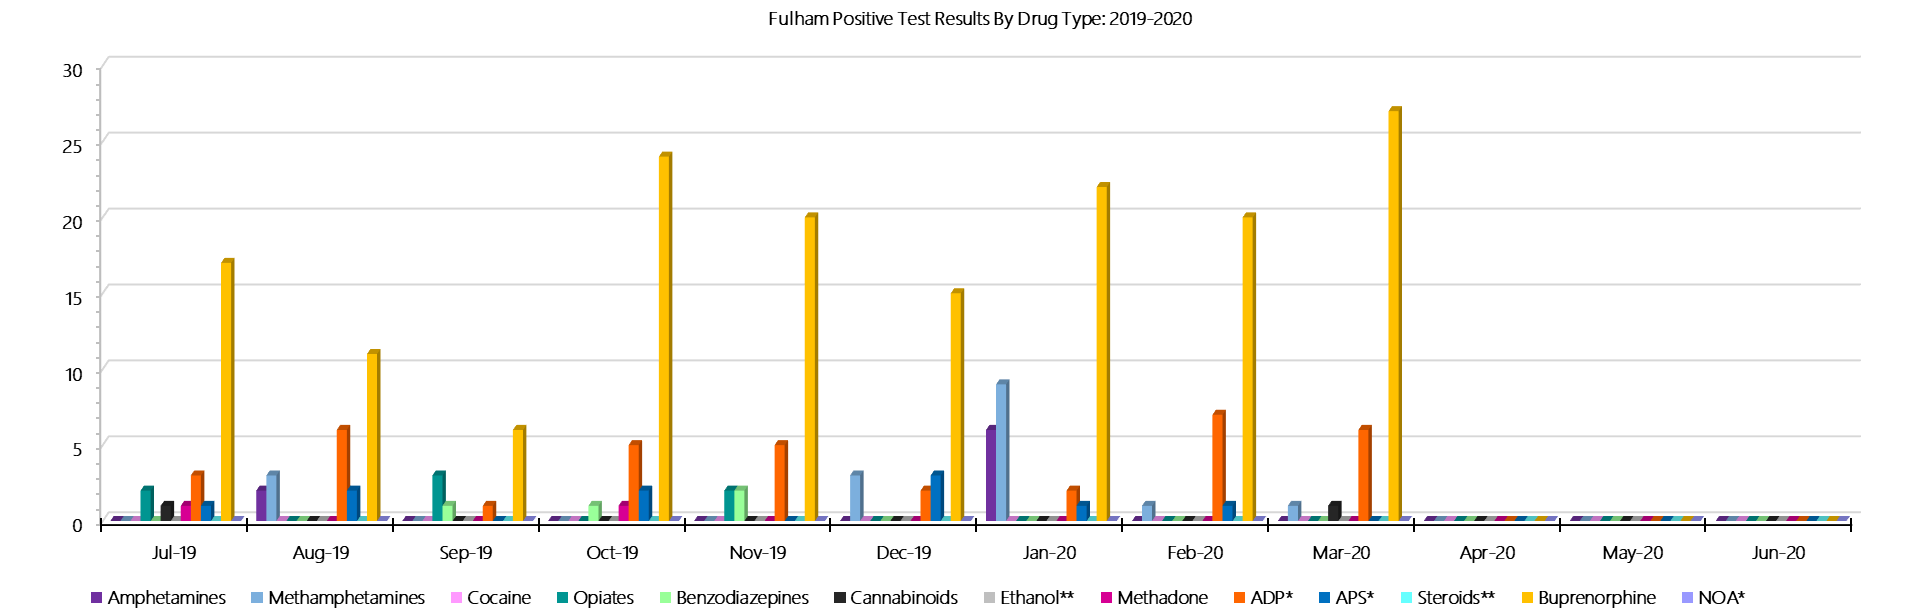 Fulham Positive Test Results By Drug Type: 2019-2020
30
25
20
15
10
5
0
Jul-19 Aug-19 Sep-19 Oct-19 Nov-19 Dec-19 Jan-20 Feb-20 Mar-20 Apr-20 May-20 Jun-20
Amphetamines Methamphetamines Cocaine Opiates Benzodiazepines Cannabinoids Ethanol** Methadone ADP* APS* Steroids** Buprenorphine NOA*